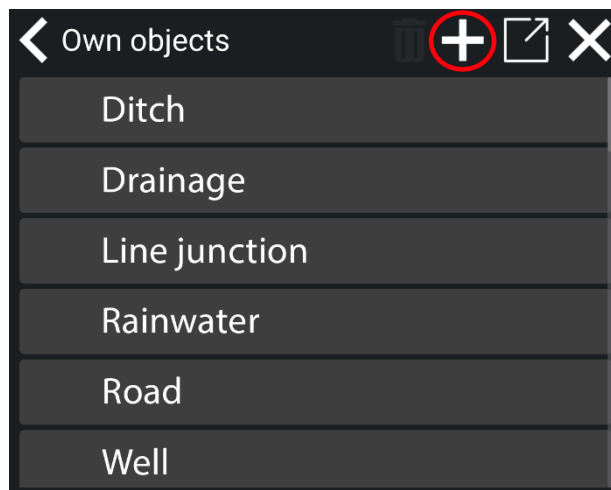 Own objects
Ditch
Drainage
Line junction
Rainwater
Road
Well